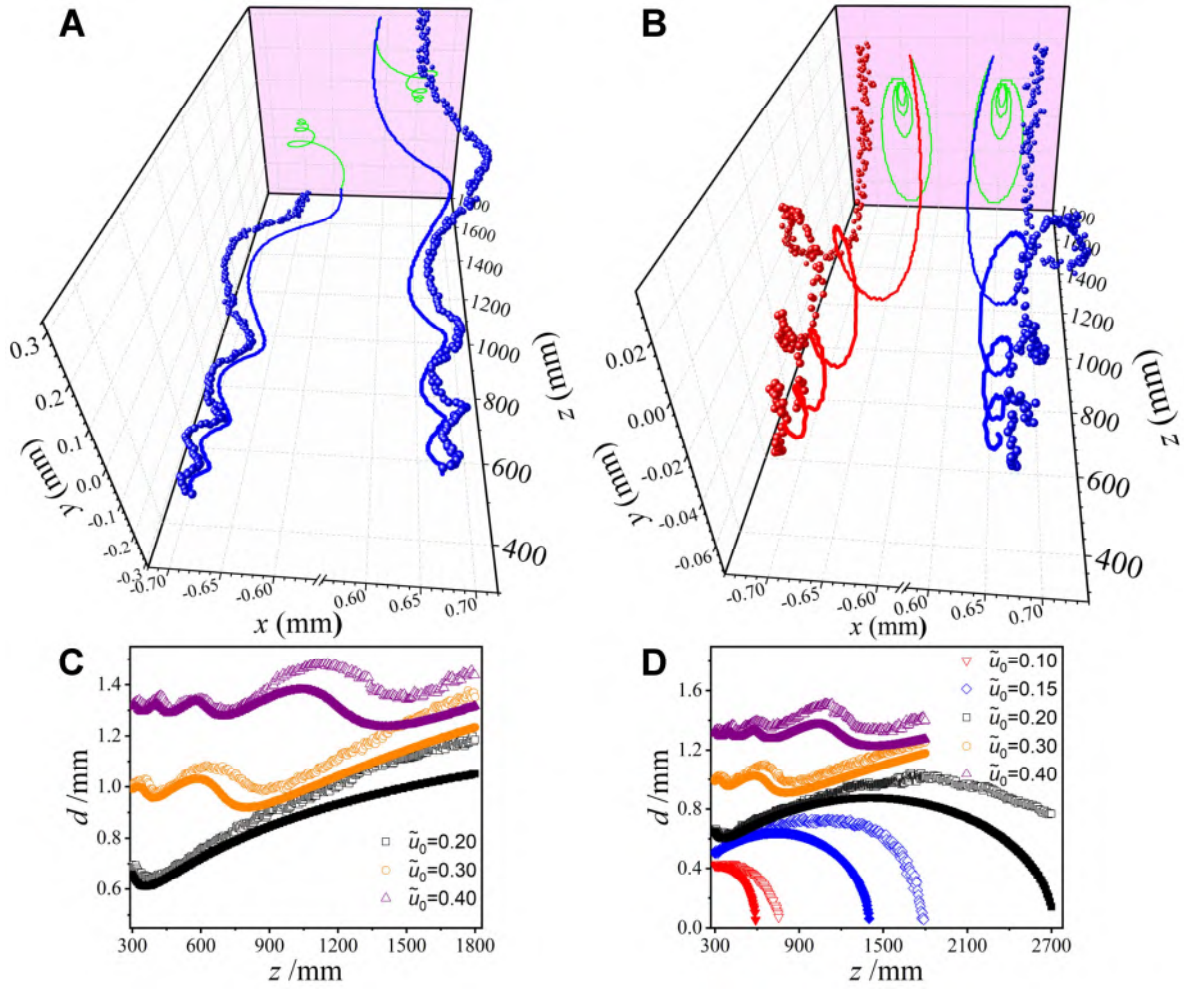 A
B
1800
1600
1400
1200
1000
800
600
400
z (mm)
0.3
0.2
0.1
0.0
-0.1
-0.2
-0.3
y (mm)
-0.70
-0.65
-0.60
0.60
0.65
0.70
x (mm)
1800
1600
1400
1200
1000
800
600
400
z (mm)
0.02
0.00
-0.02
-0.04
-0.06
y (mm)
-0.70
-0.65
-0.60
0.60
0.65
0.70
x (mm)
C
1.4
1.2
1.0
0.8
0.6
d /mm
ũ₀=0.20
ũ₀=0.30
ũ₀=0.40
300 600 900 1200 1500 1800
z /mm
D
1.6
1.2
0.8
0.4
0.0
d /mm
ũ₀=0.10
ũ₀=0.15
ũ₀=0.20
ũ₀=0.30
ũ₀=0.40
300 900 1500 2100 2700
z /mm